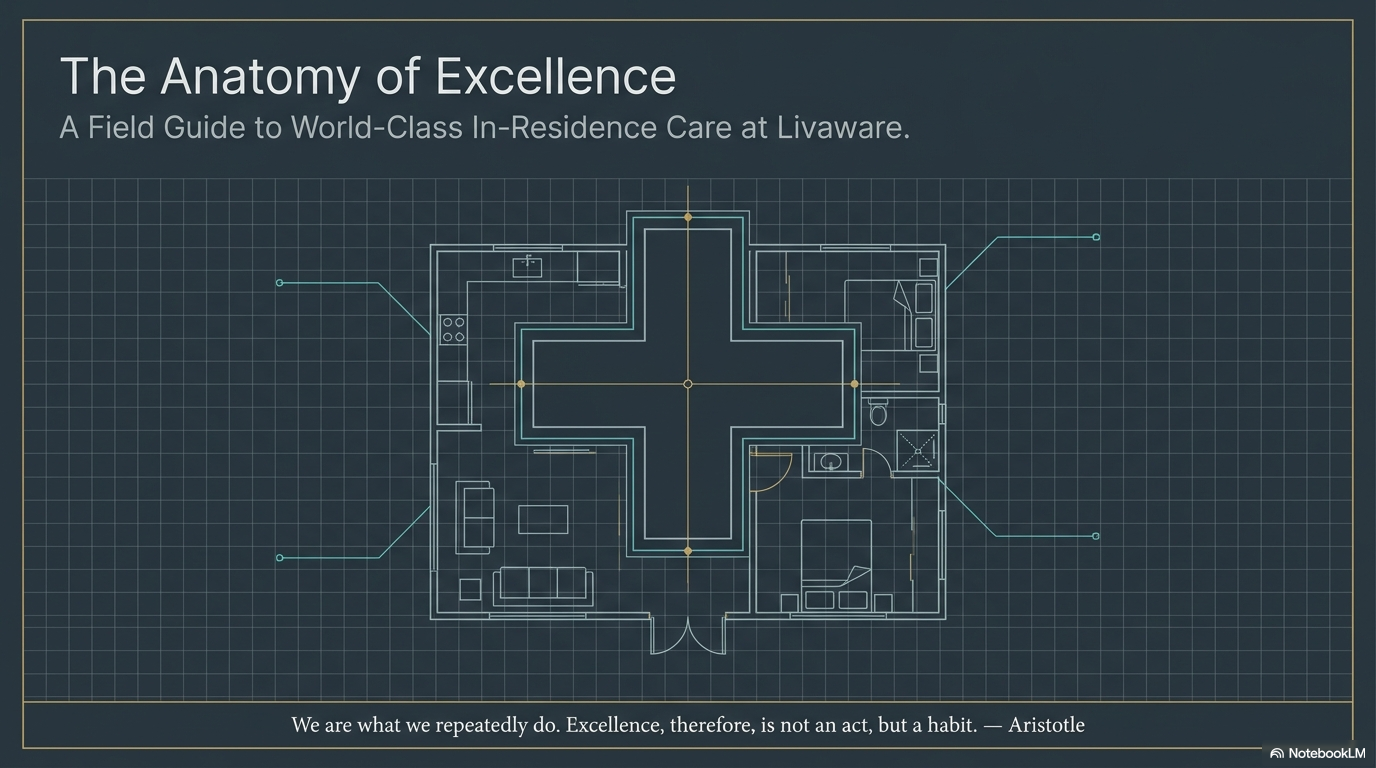 The Anatomy of Excellence
A Field Guide to World-Class In-Residence Care at Livaware.
We are what we repeatedly do. Excellence, therefore, is not an act, but a habit. — Aristotle
NotebookLM